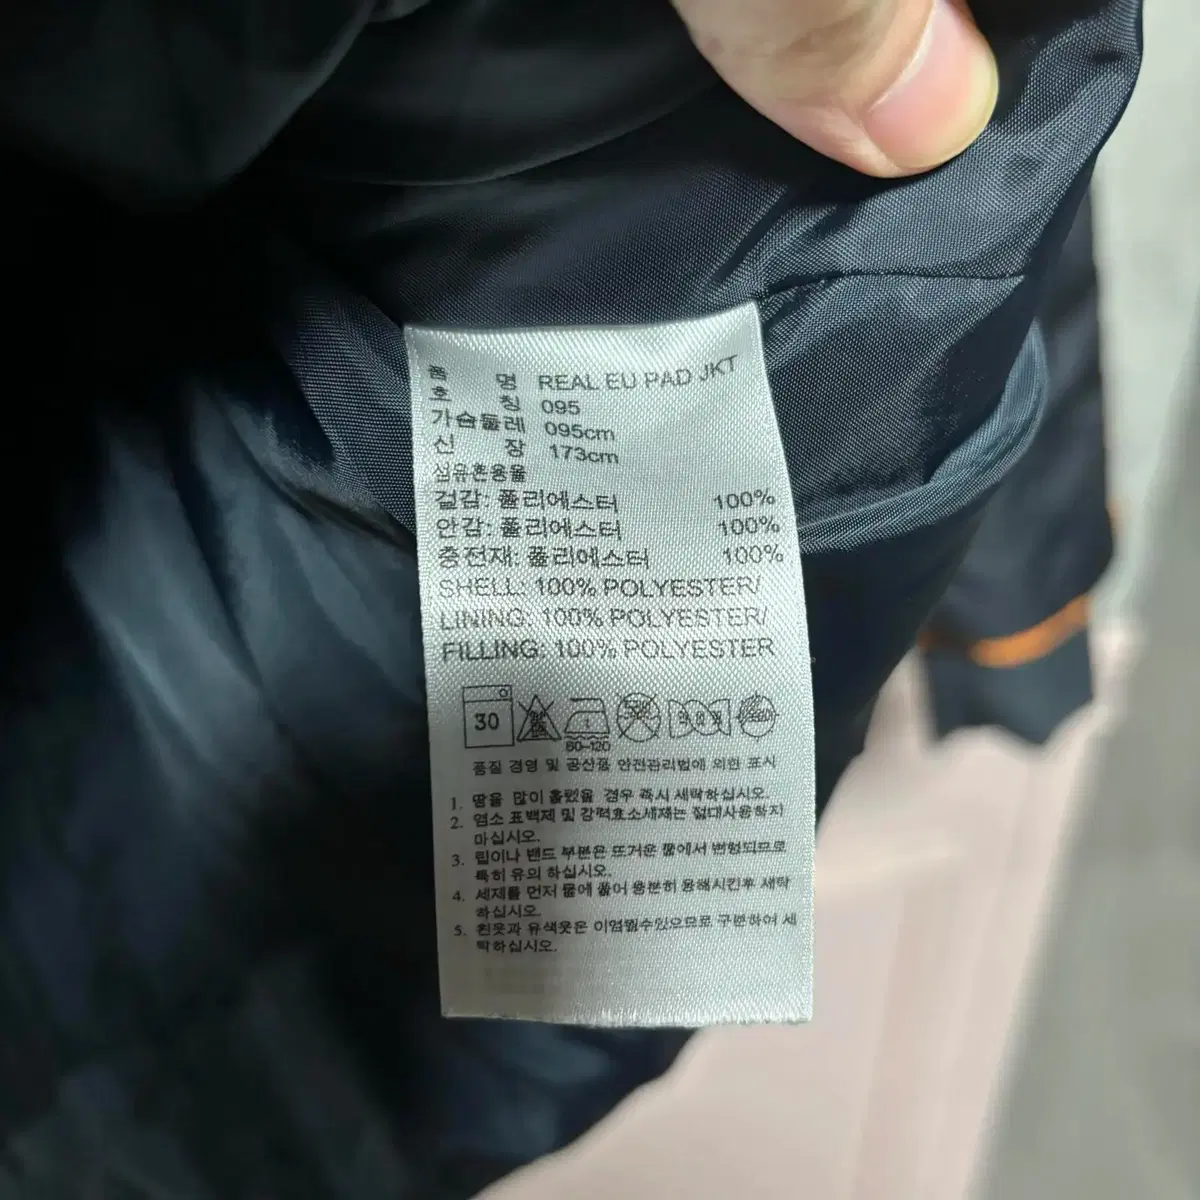 품 명 REAL EU PAD JKT
호 칭 095
가슴둘레 095cm
신 장 173cm
섬유혼용율
겉감: 폴리에스터 100%
안감: 폴리에스터 100%
충전재: 폴리에스터 100%
SHELL: 100% POLYESTER/
LINING: 100% POLYESTER/
FILLING: 100% POLYESTER
30
80-120
품질 경영 및 공산품 안전관리법에 의한 표시
1. 땀을 많이 흘렸을 경우 즉시 세탁하십시오.
2. 염소 표백제 및 강력효소세제는 절대사용하지
마십시오.
3. 립이나 밴드 부분은 뜨거운 물에서 변형되므로
특히 유의 하십시오.
4. 세제를 먼저 물에 풀어 충분히 용해시킨후 세탁
하십시오.
5. 흰옷과 유색옷은 이염될수있으므로 구분하여 세
탁하십시오.